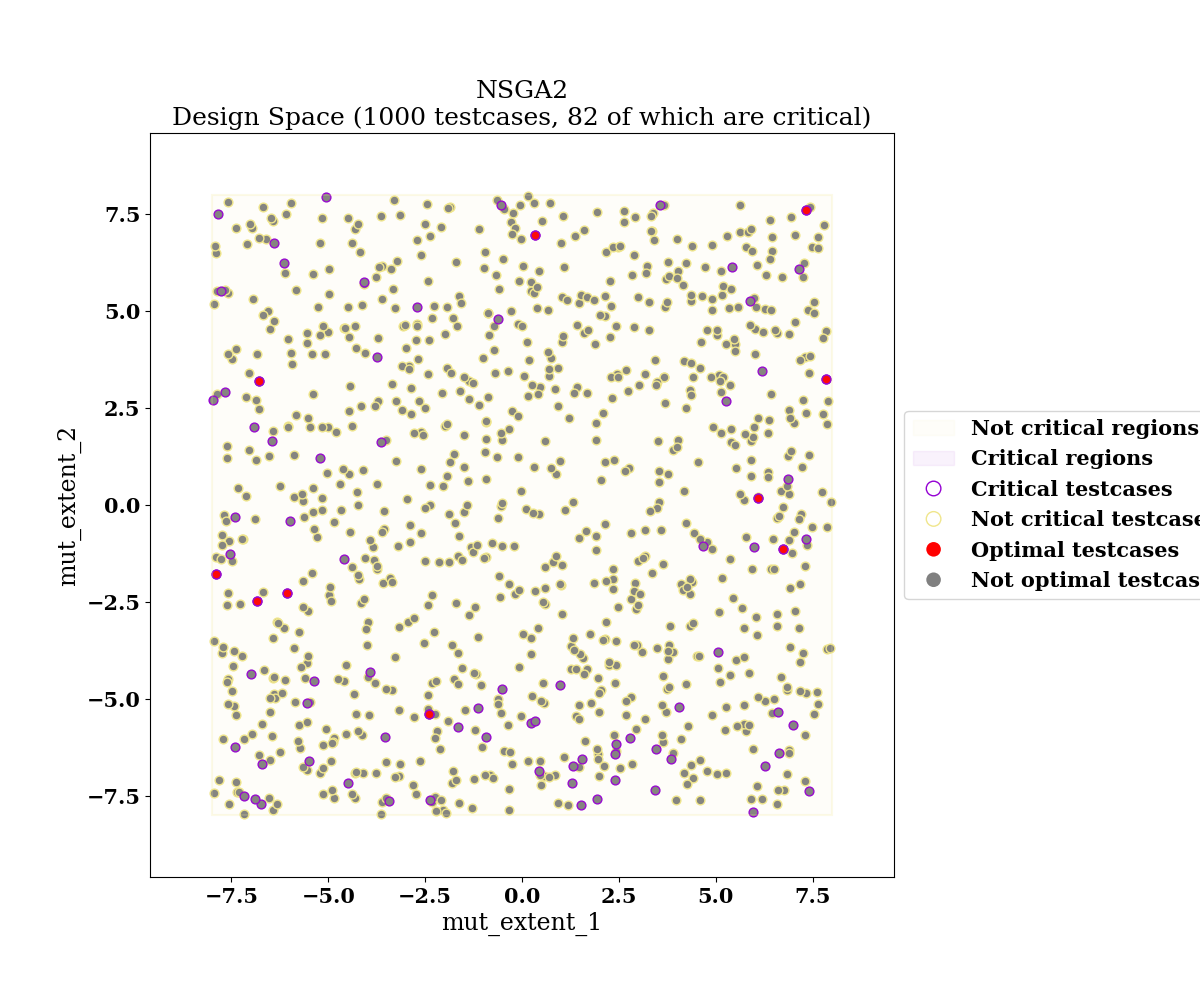 NSGA2
Design Space (1000 testcases, 82 of which are critical)
7.5
5.0
2.5
0.0
−2.5
−5.0
−7.5
mut_extent_2
−7.5
−5.0
−2.5
0.0
2.5
5.0
7.5
mut_extent_1
Not critical regions
Critical regions
Critical testcases
Not critical testcase
Optimal testcases
Not optimal testcas